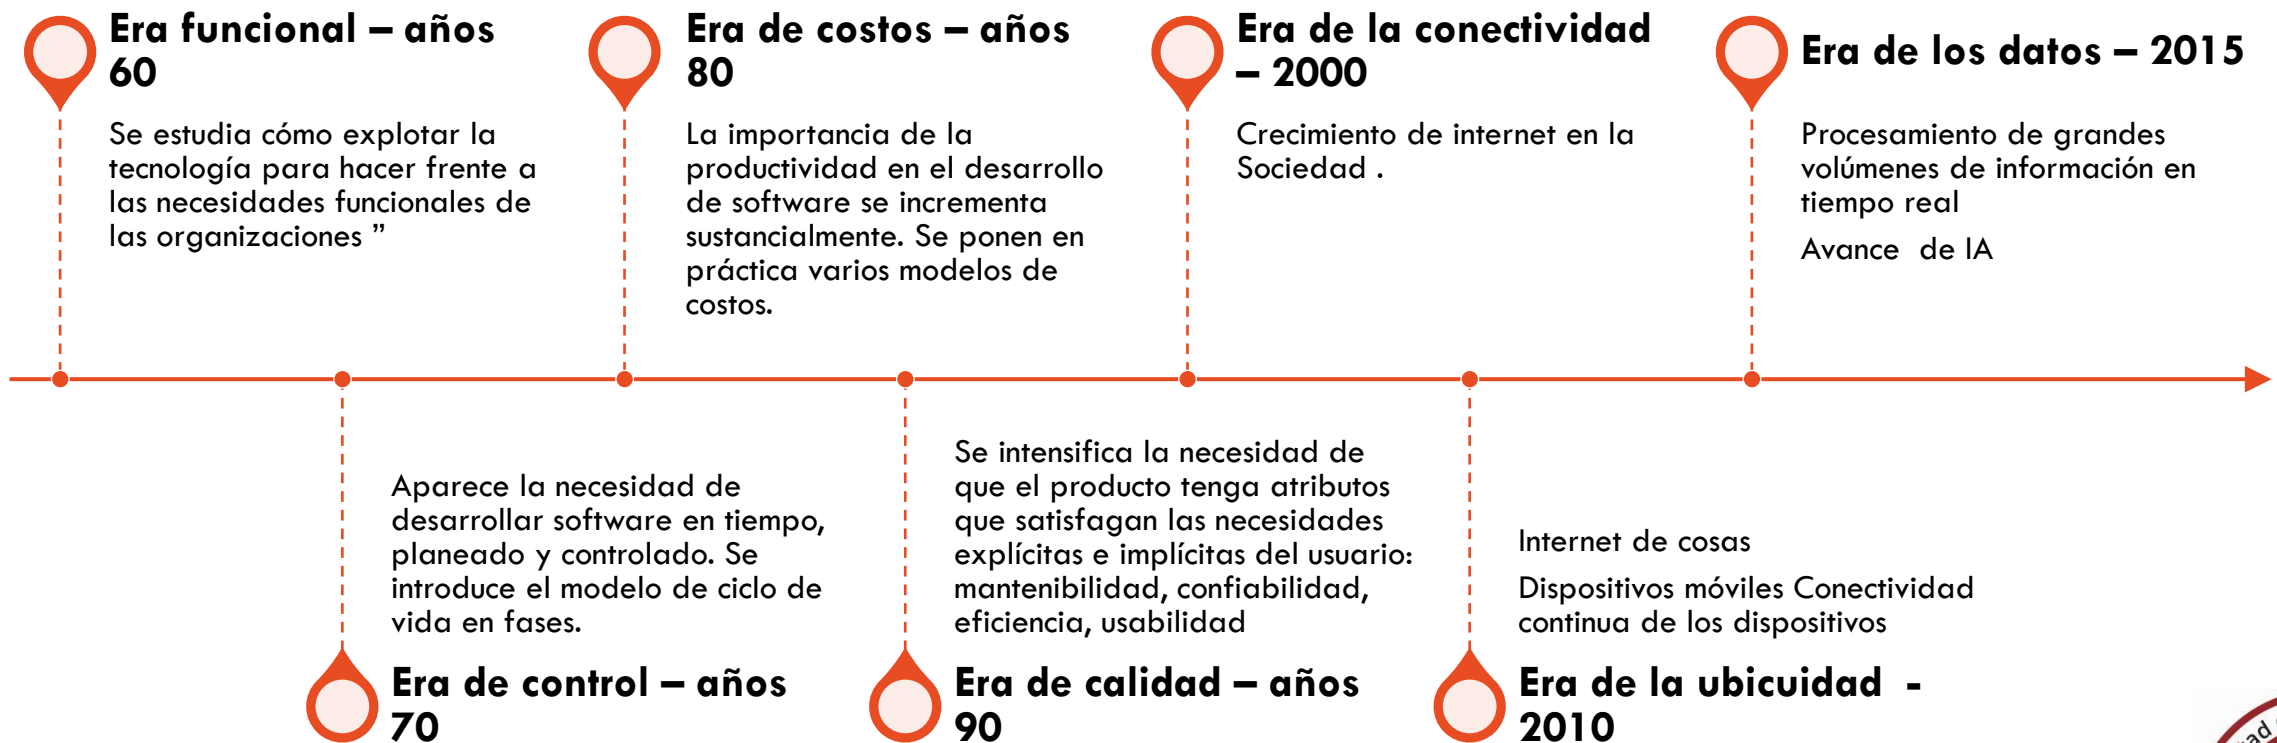 Era funcional – años
60
Se estudia cómo explotar la
tecnología para hacer frente a
las necesidades funcionales de
las organizaciones ”
Era de costos – años
80
La importancia de la
productividad en el desarrollo
de software se incrementa
sustancialmente. Se ponen en
práctica varios modelos de
costos.
Era de la conectividad
– 2000
Crecimiento de internet en la
Sociedad .
Era de los datos – 2015
Procesamiento de grandes
volúmenes de información en
tiempo real
Avance  de IA
Aparece la necesidad de
desarrollar software en tiempo,
planeado y controlado. Se
introduce el modelo de ciclo de
vida en fases.
Era de control – años
70
Se intensifica la necesidad de
que el producto tenga atributos
que satisfagan las necesidades
explícitas e implícitas del usuario:
mantenibilidad, confiabilidad,
eficiencia, usabilidad
Era de calidad – años
90
Internet de cosas
Dispositivos móviles Conectividad
continua de los dispositivos
Era de la ubicuidad  -
2010